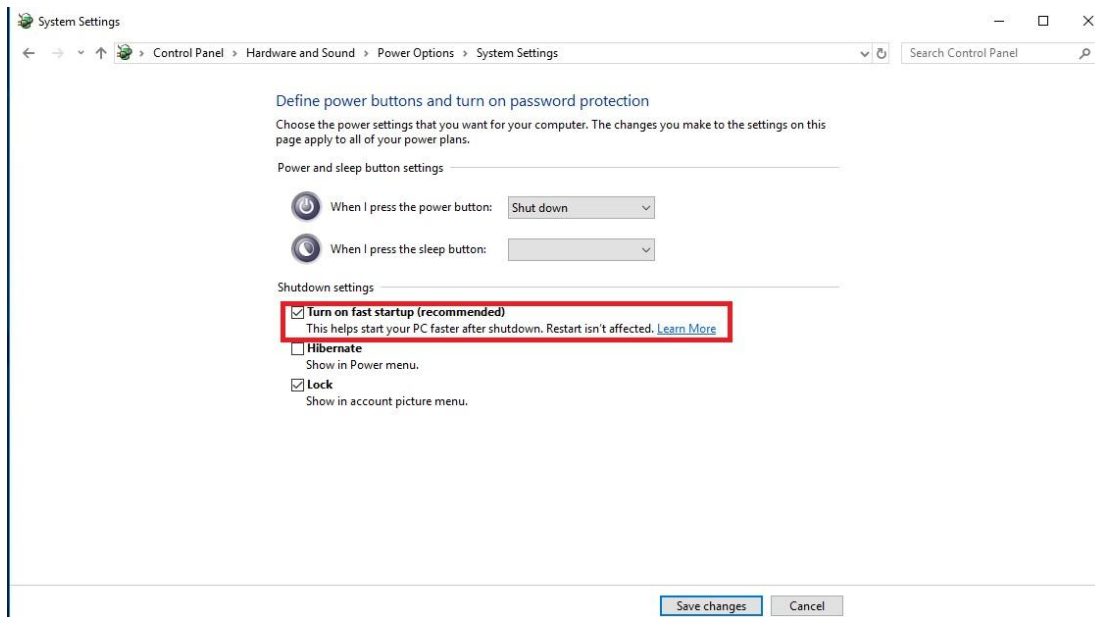 System Settings
Control Panel > Hardware and Sound > Power Options > System Settings
Search Control Panel
Define power buttons and turn on password protection
Choose the power settings that you want for your computer. The changes you make to the settings on this
page apply to all of your power plans.
Power and sleep button settings
When I press the power button: Shut down
When I press the sleep button:
Shutdown settings
Turn on fast startup (recommended)
This helps start your PC faster after shutdown. Restart isn't affected. Learn More
Hibernate
Show in Power menu.
Lock
Show in account picture menu.
Save changes Cancel